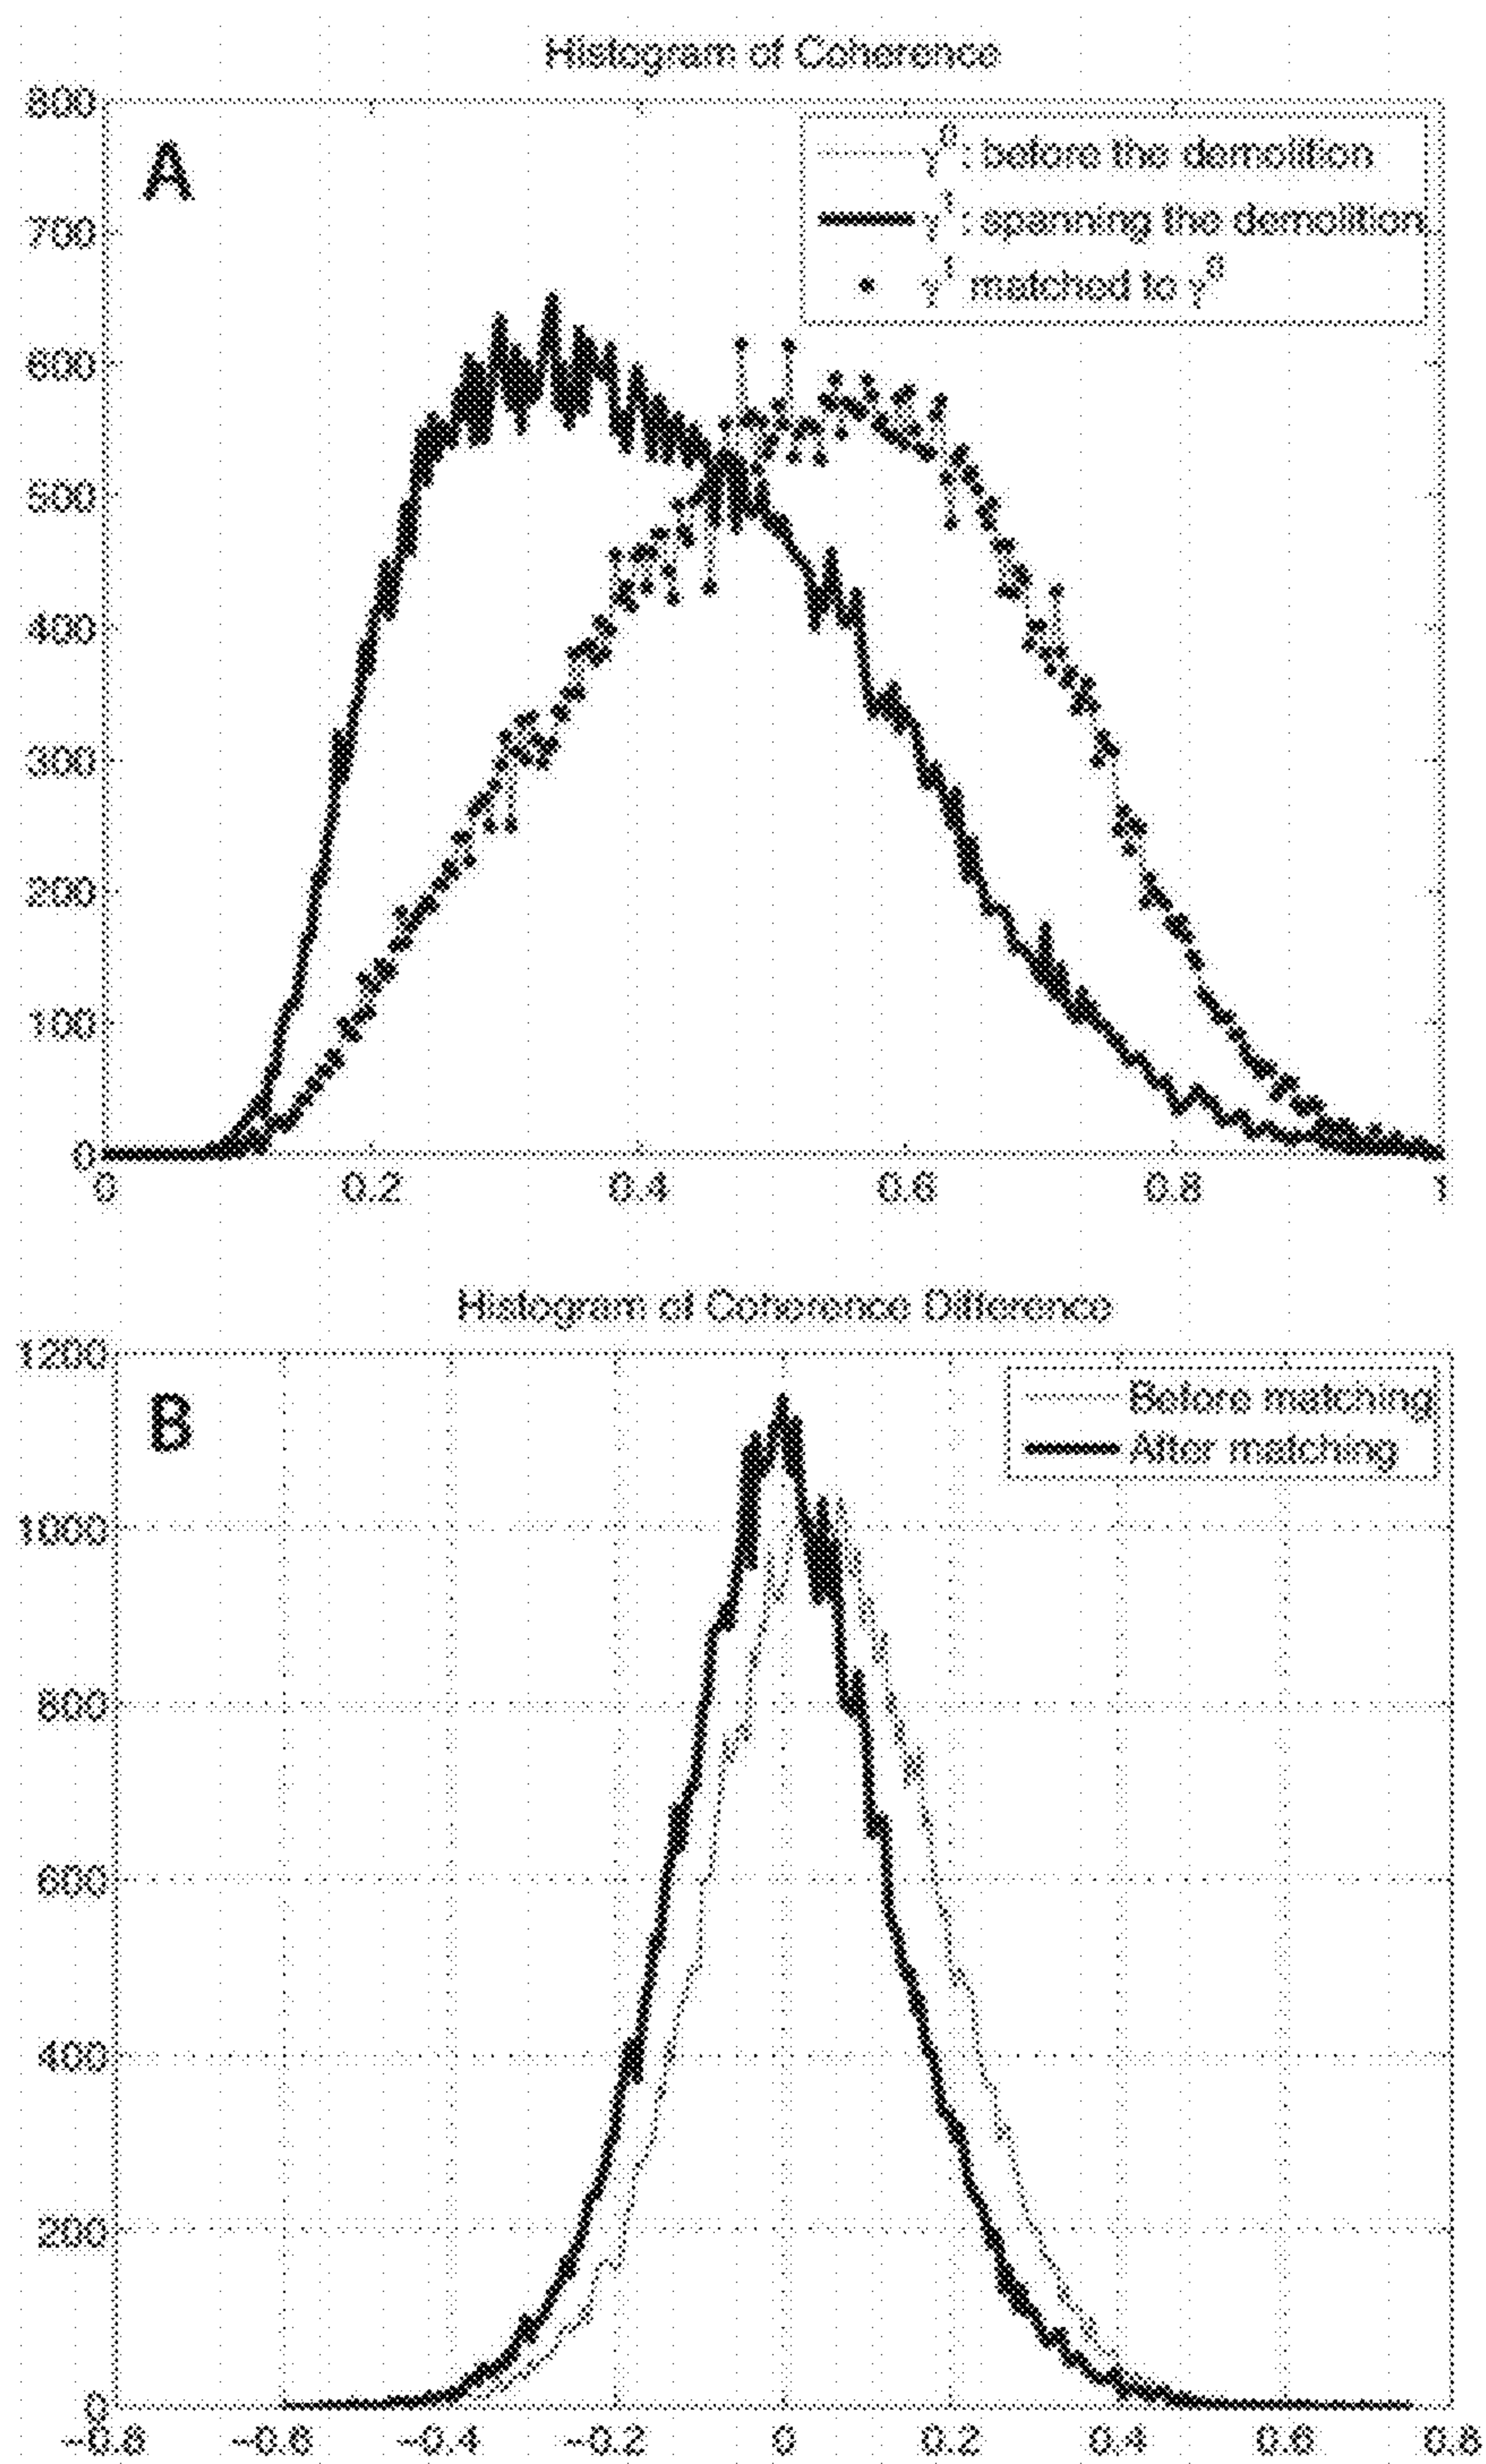 Histogram of Coherence
A
γ⁰: before the demolition
γ¹: spanning the demolition
γ¹ matched to γ⁰
800
700
600
500
400
300
200
100
0
0 0.2 0.4 0.6 0.8 1
Histogram of Coherence Difference
B
Before matching
After matching
1200
1000
800
600
400
200
0
-0.8 -0.6 -0.4 -0.2 0 0.2 0.4 0.6 0.8